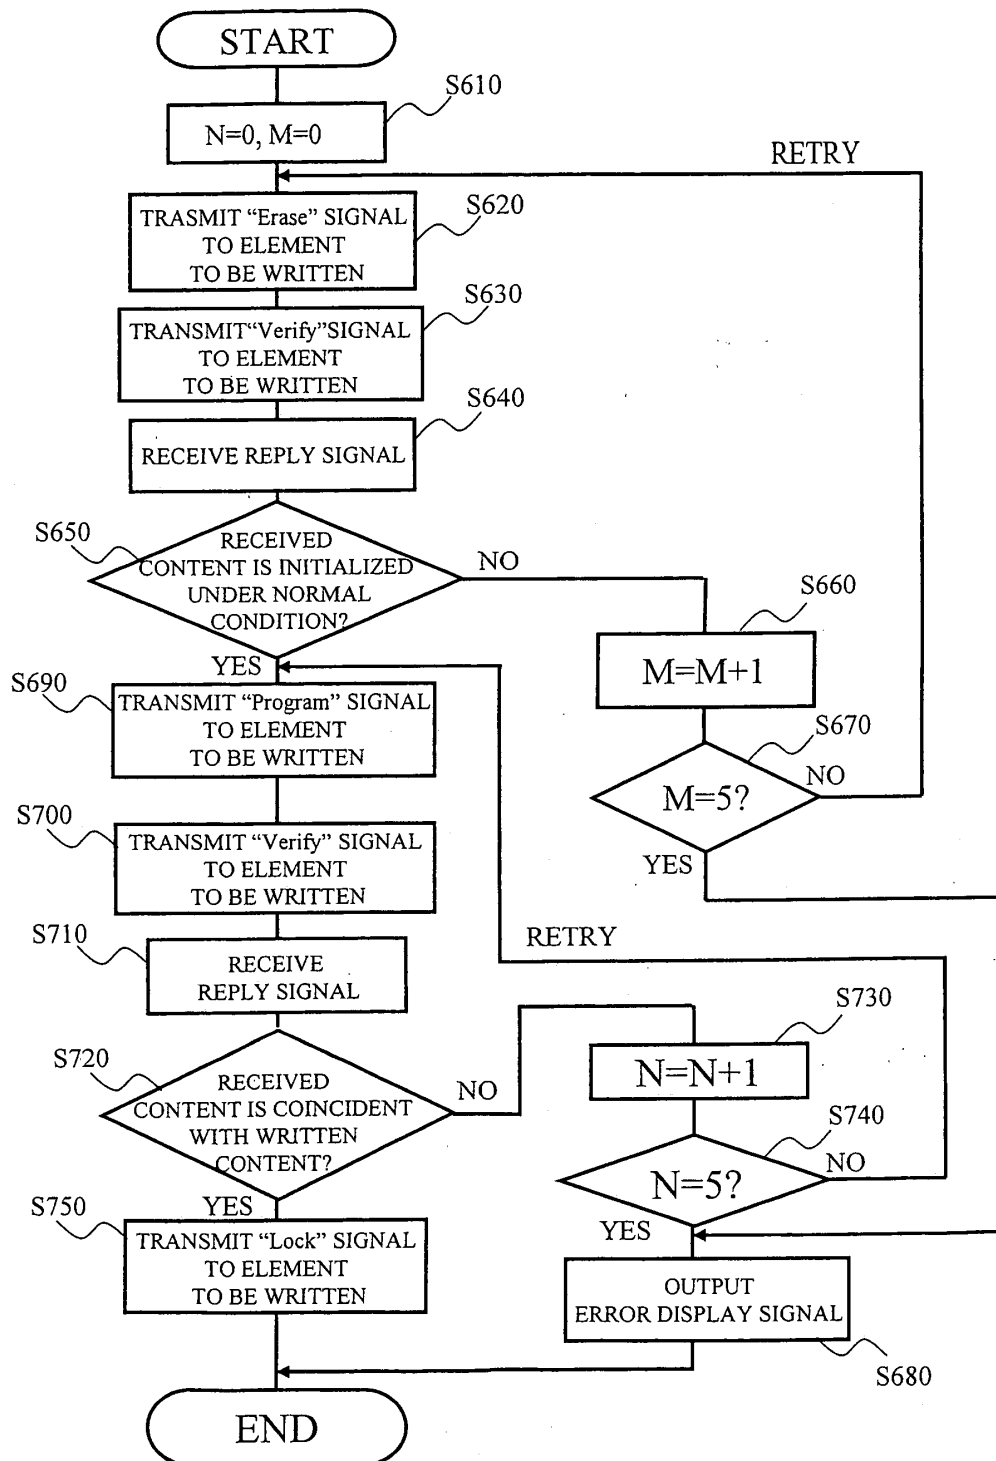 START
S610
N=0, M=0
RETRY
TRASMIT “Erase” SIGNAL
TO ELEMENT
TO BE WRITTEN
S620
S630
TRANSMIT“Verify”SIGNAL
TO ELEMENT
TO BE WRITTEN
S640
RECEIVE REPLY SIGNAL
S650
RECEIVED
CONTENT IS INITIALIZED
UNDER NORMAL
CONDITION?
NO
YES
S660
M=M+1
S670
M=5?
NO
YES
S690
TRANSMIT “Program” SIGNAL
TO ELEMENT
TO BE WRITTEN
S700
TRANSMIT “Verify” SIGNAL
TO ELEMENT
TO BE WRITTEN
S710
RECEIVE
REPLY SIGNAL
RETRY
S720
RECEIVED
CONTENT IS COINCIDENT
WITH WRITTEN
CONTENT?
NO
YES
S730
N=N+1
S740
N=5?
NO
YES
S750
TRANSMIT “Lock” SIGNAL
TO ELEMENT
TO BE WRITTEN
OUTPUT
ERROR DISPLAY SIGNAL
S680
END